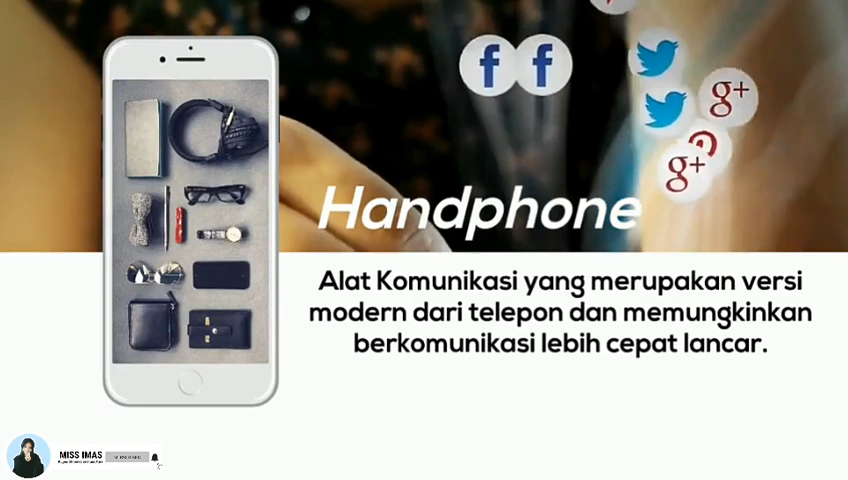 Handphone
Alat Komunikasi yang merupakan versi
modern dari telepon dan memungkinkan
berkomunikasi lebih cepat lancar.
MISS IMAS